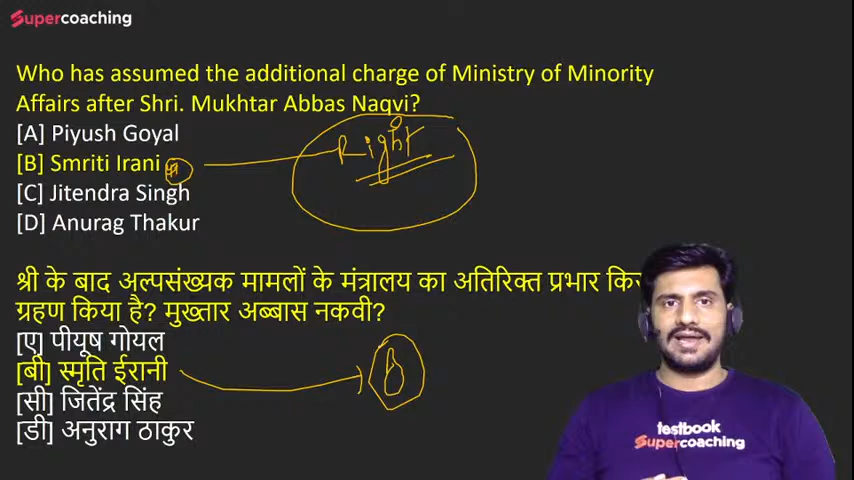 Supercoaching
Who has assumed the additional charge of Ministry of Minority
Affairs after Shri. Mukhtar Abbas Naqvi?
[A] Piyush Goyal
Right
[B] Smriti Irani
[C] Jitendra Singh
[D] Anurag Thakur
श्री के बाद अल्पसंख्यक मामलों के मंत्रालय का अतिरिक्त प्रभार
ग्रहण किया है? मुख्तार अब्बास नकवी?
[ए] पीयूष गोयल
[बी] स्मृति ईरानी
B
[सी] जितेंद्र सिंह
[डी] अनुराग ठाकुर
testbook
Supercoaching